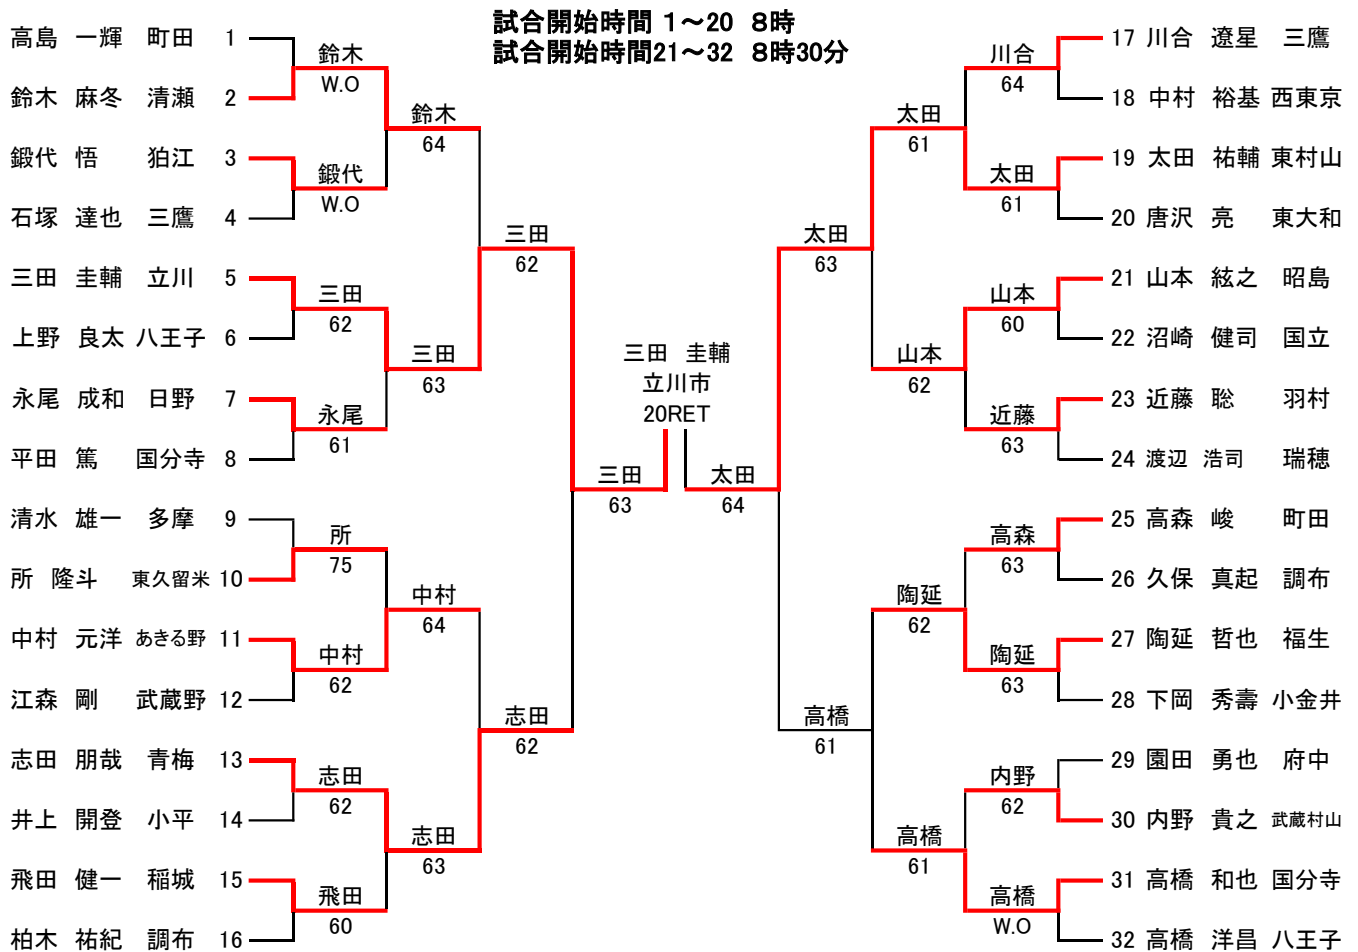 試合開始時間 1～20 8時
試合開始時間21～32 8時30分
高島 一輝 町田 1
鈴木 麻冬 清瀬 2
鍛代 悟 狛江 3
石塚 達也 三鷹 4
三田 圭輔 立川 5
上野 良太 八王子 6
永尾 成和 日野 7
平田 篤 国分寺 8
清水 雄一 多摩 9
所 隆斗 東久留米 10
中村 元洋 あきる野 11
江森 剛 武蔵野 12
志田 朋哉 青梅 13
井上 開登 小平 14
飛田 健一 稲城 15
柏木 祐紀 調布 16
鈴木
W.O
鍛代
W.O
三田
62
永尾
61
所
75
中村
62
志田
62
飛田
60
鈴木
64
三田
63
中村
64
志田
63
三田
62
志田
62
三田
63
三田 圭輔
立川市
20RET
太田
64
太田
63
高橋
61
太田
61
山本
62
陶延
62
高橋
61
川合
64
太田
61
山本
60
近藤
63
高森
63
陶延
63
内野
62
高橋
W.O
17 川合 遼星 三鷹
18 中村 裕基 西東京
19 太田 祐輔 東村山
20 唐沢 亮 東大和
21 山本 絃之 昭島
22 沼崎 健司 国立
23 近藤 聡 羽村
24 渡辺 浩司 瑞穂
25 高森 峻 町田
26 久保 真起 調布
27 陶延 哲也 福生
28 下岡 秀壽 小金井
29 園田 勇也 府中
30 内野 貴之 武蔵村山
31 高橋 和也 国分寺
32 高橋 洋昌 八王子